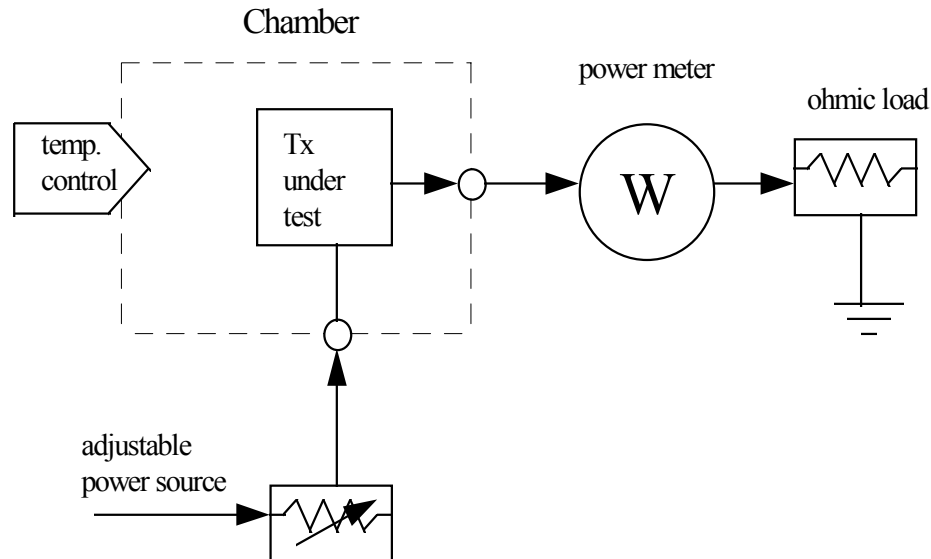 Chamber
power meter
ohmic load
temp.
control
Tx
under
test
W
adjustable
power source